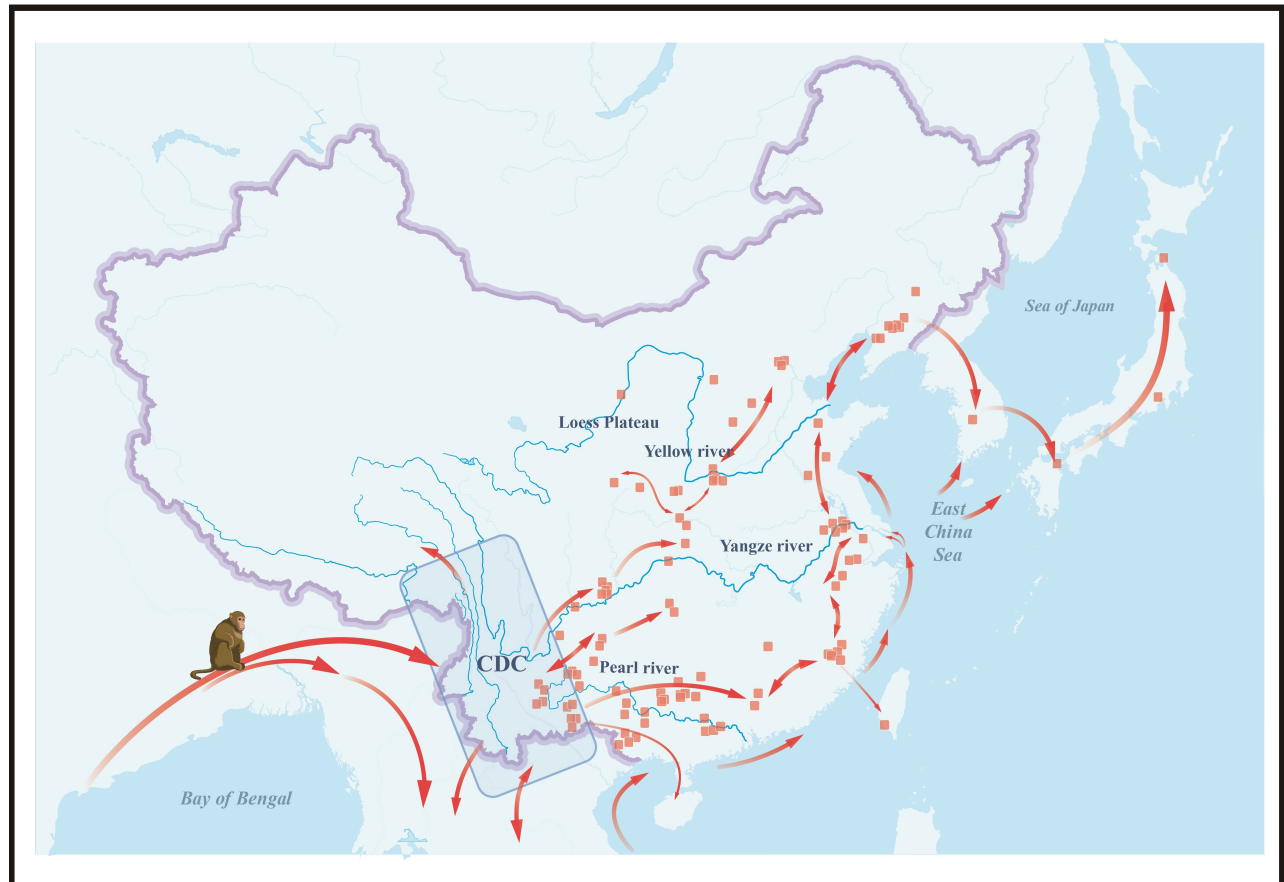 Sea of Japan
Loess Plateau
Yellow river
East
China
Sea
Yangze river
CDC
Pearl river
Bay of Bengal